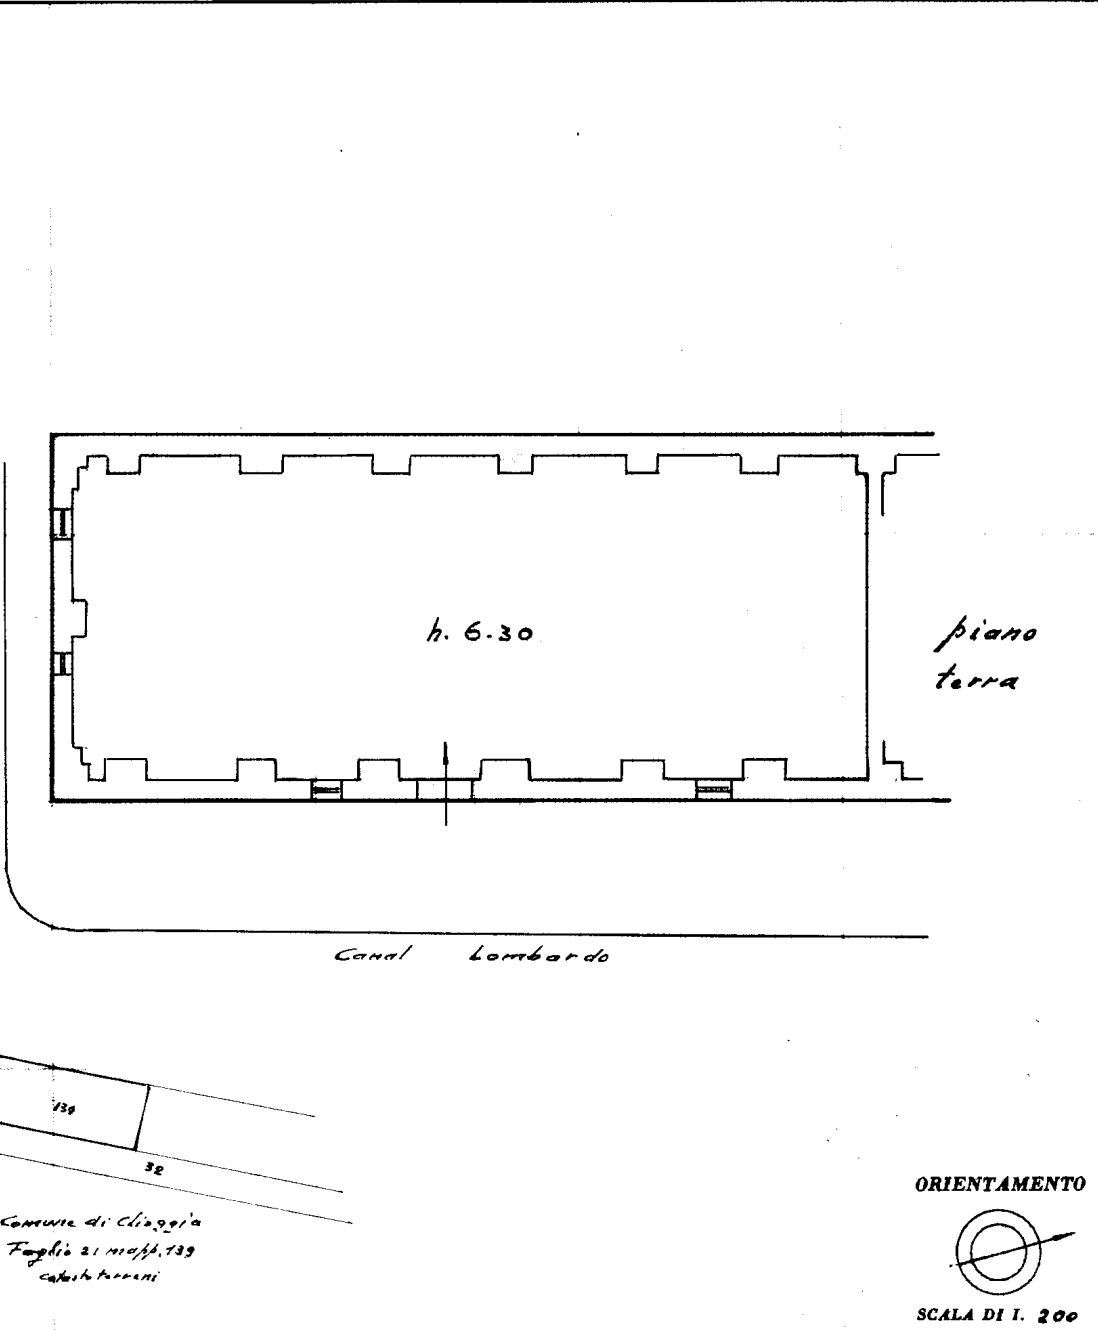 h. 6.30
piano
terra
Canal Lombardo
139
32
Comune di Chioggia
Foglio 21 mapp. 139
catasto terreni
ORIENTAMENTO
SCALA DI 1. 200